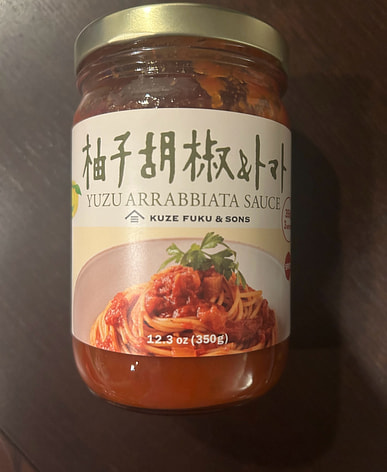 柚子胡椒&トマト
YUZU ARRABBIATA SAUCE
KUZE FUKU & SONS
12.3 oz (350g)